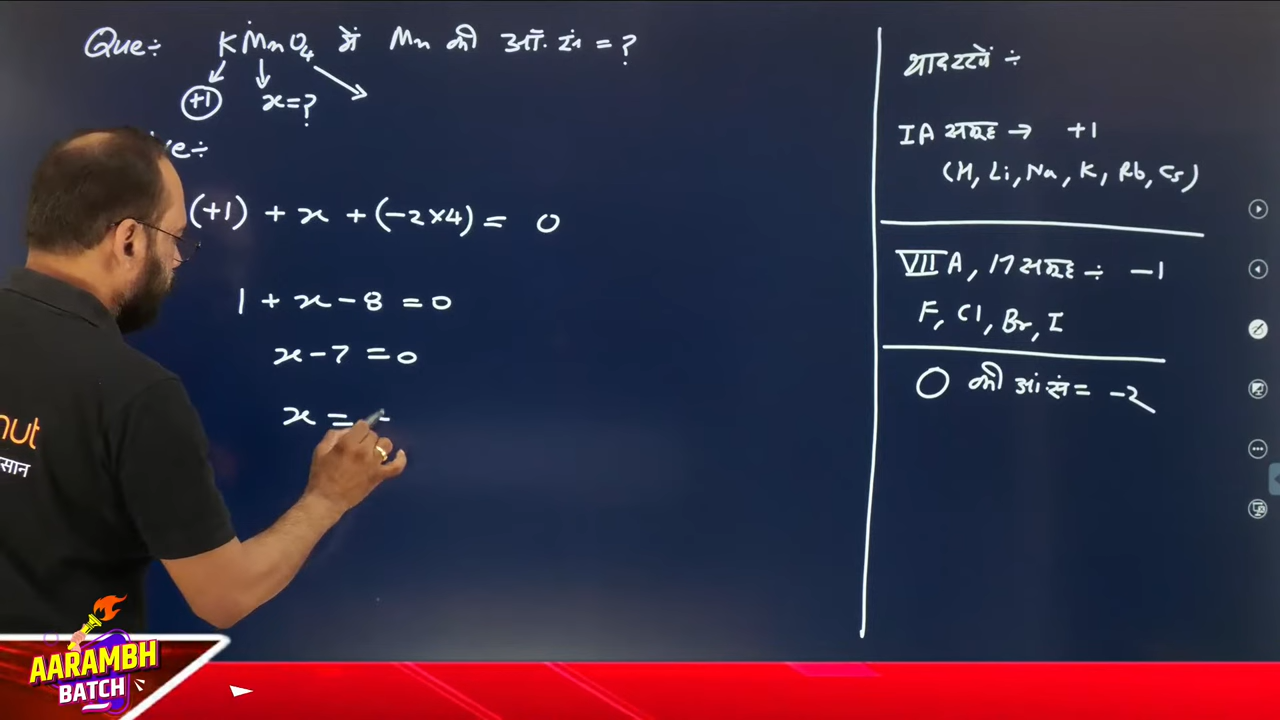 Que:- KMnO4 में Mn की ऑ. सं = ?
+1 x=?
(+1) + x + (-2×4) = 0
1 + x - 8 = 0
x - 7 = 0
x =
याद रखें :-
IA समूह → +1
(H, Li, Na, K, Rb, Cs)
VII A, 17 समूह :- -1
F, Cl, Br, I
O की ऑ.सं = -2
AARAMBH
BATCH